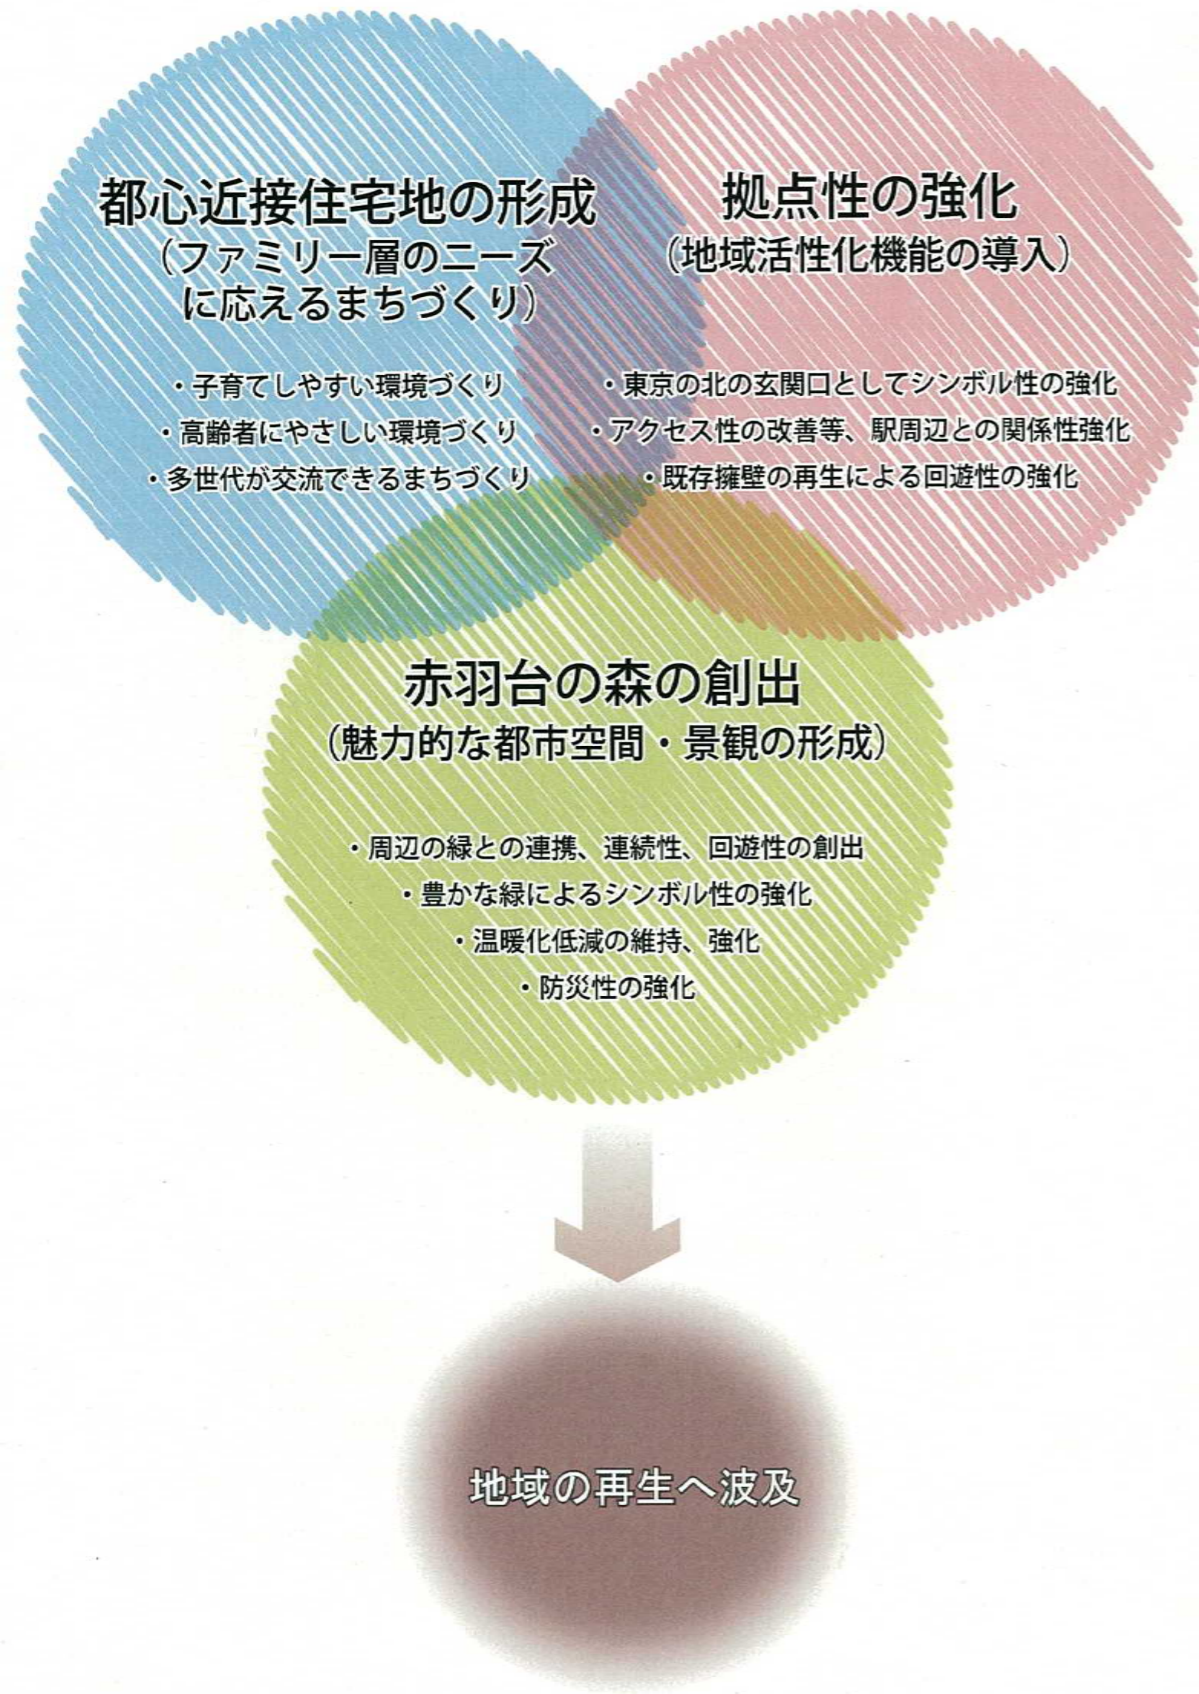 都心近接住宅地の形成
(ファミリー層のニーズ
に応えるまちづくり)
・子育てしやすい環境づくり
・高齢者にやさしい環境づくり
・多世代が交流できるまちづくり
拠点性の強化
(地域活性化機能の導入)
・東京の北の玄関口としてシンボル性の強化
・アクセス性の改善等、駅周辺との関係性強化
・既存擁壁の再生による回遊性の強化
赤羽台の森の創出
(魅力的な都市空間・景観の形成)
・周辺の緑との連携、連続性、回遊性の創出
・豊かな緑によるシンボル性の強化
・温暖化低減の維持、強化
・防災性の強化
地域の再生へ波及